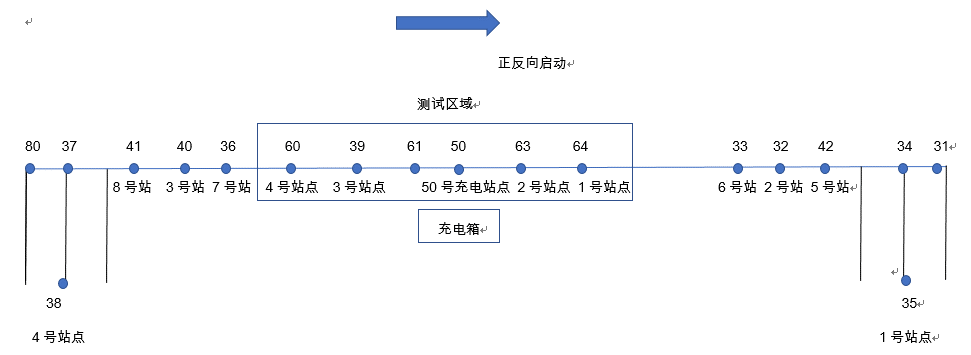 正反向启动
测试区域
80 37 41 40 36 60 39 61 50 63 64 33 32 42 34 31
8 号站 3 号站 7 号站 4 号站点 3 号站点 50 号充电站点 2 号站点 1 号站点 6 号站 2 号站 5 号站
充电箱
38 35
4 号站点 1 号站点